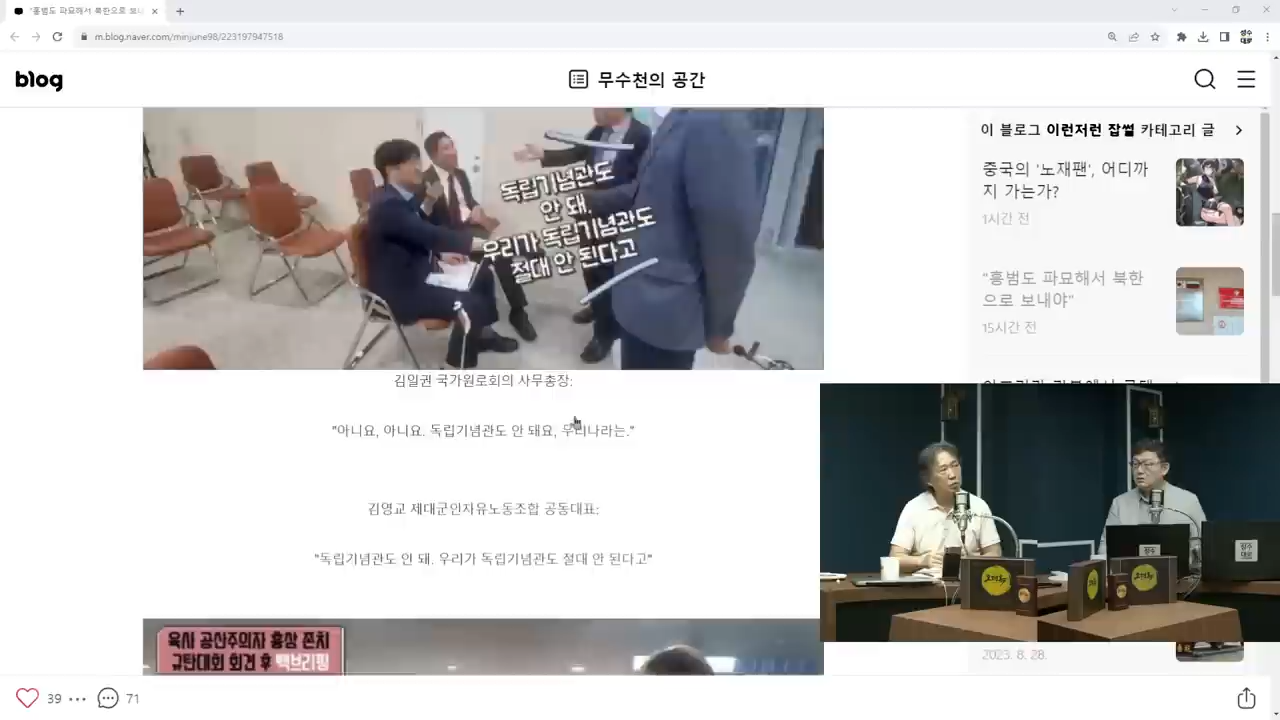 "홍범도 파묘해서 북한으로 보내
m.blog.naver.com/minjune98/223197947518
blog
무수천의 공간
이 블로그 이런저런 잡썰 카테고리 글
중국의 '노재팬', 어디까
지 가는가?
1시간 전
"홍범도 파묘해서 북한
으로 보내야"
15시간 전
독립기념관도
안 돼.
우리가 독립기념관도
절대 안 된다고
김일권 국가원로회의 사무총장:
"아니요, 아니요. 독립기념관도 안 돼요, 우리나라는."
김영교 제대군인자유노동조합 공동대표:
"독립기념관도 안 돼. 우리가 독립기념관도 절대 안 된다고"
육사 공산주의자 흉상 존치
규탄대회 회견 후 백브리핑
2023. 8. 28.
39
71